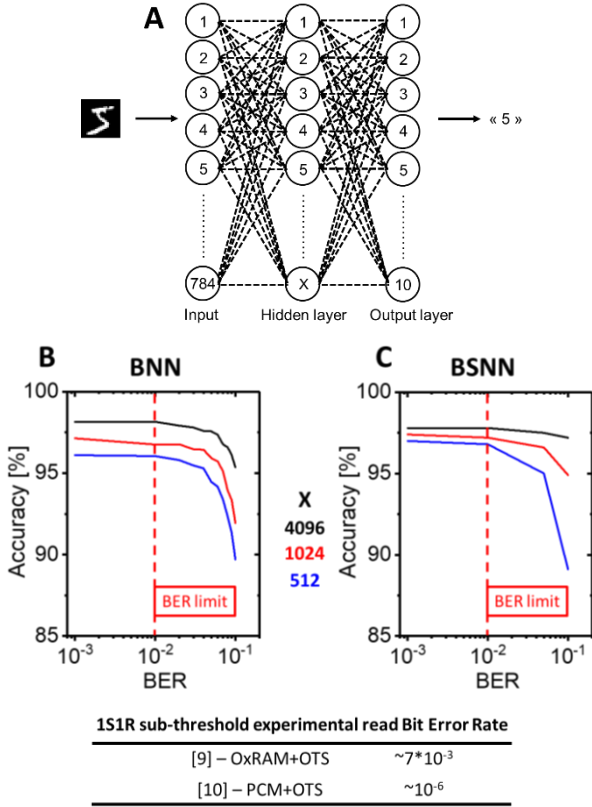 A
1 1 1
2 2 2
3 3 3
4 4 4
5 5 5
« 5 »
784 X 10
Input Hidden layer Output layer
B BNN
100
95
90
85
Accuracy [%]
BER limit
10⁻³ 10⁻² 10⁻¹
BER
X
4096
1024
512
C BSNN
100
95
90
85
Accuracy [%]
BER limit
10⁻³ 10⁻² 10⁻¹
BER
1S1R sub-threshold experimental read Bit Error Rate
[9] – OxRAM+OTS ~7*10⁻³
[10] – PCM+OTS ~10⁻⁶